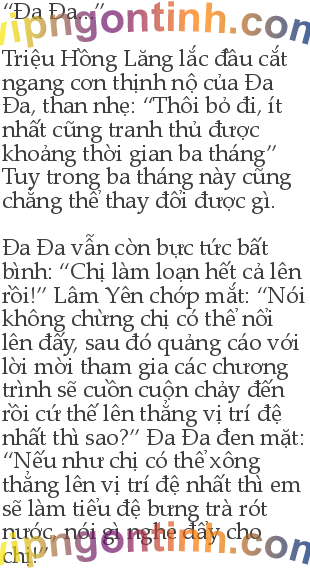 “Đa Đa...”
vipngontinh.com
Triệu Hồng Lăng lắc đầu cắt
ngang cơn thịnh nộ của Đa
Đa, than nhẹ: “Thôi bỏ đi, ít
nhất cũng tranh thủ được
khoảng thời gian ba tháng”
Tuy trong ba tháng này cũng
chẳng thể thay đổi được gì.
Đa Đa vẫn còn bực tức bất
bình: “Chị làm loạn hết cả lên
rồi!” Lâm Yên chớp mắt: “Nói
không chừng chị có thể nổi
lên đấy, sau đó quảng cáo với
lời mời tham gia các chương
trình sẽ cuồn cuộn chảy đến
rồi cứ thế lên thẳng vị trí đệ
nhất thì sao?” Đa Đa đen mặt:
“Nếu như chị có thể xông
thẳng lên vị trí đệ nhất thì em
sẽ làm tiểu đệ bưng trà rót
nước, nói gì nghe đấy cho
vipngontinh.com
chị!”